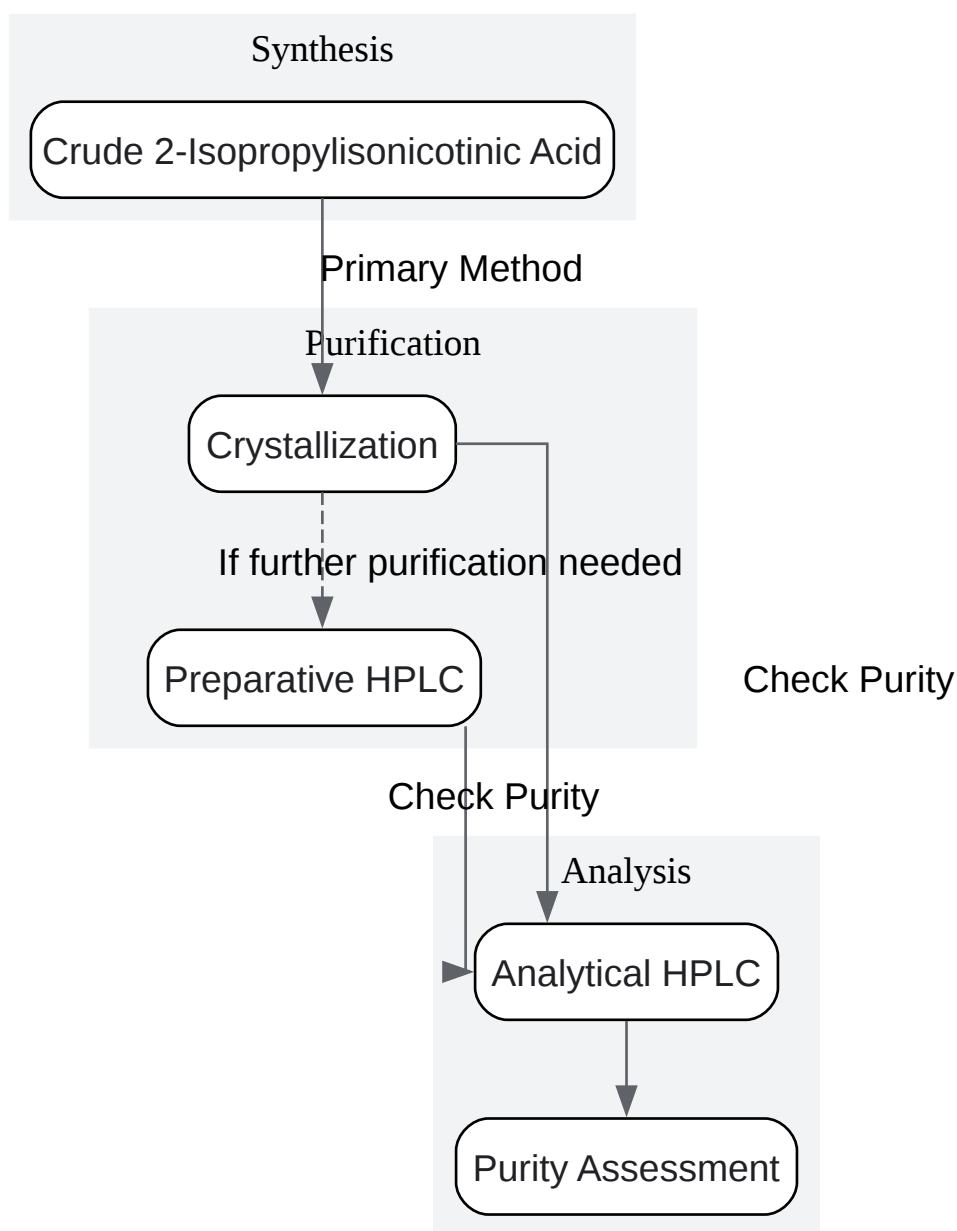 Synthesis
Crude 2-Isopropylisonicotinic Acid
Primary Method
Purification
Crystallization
If further purification needed
Preparative HPLC
Check Purity
Check Purity
Analysis
Analytical HPLC
Purity Assessment